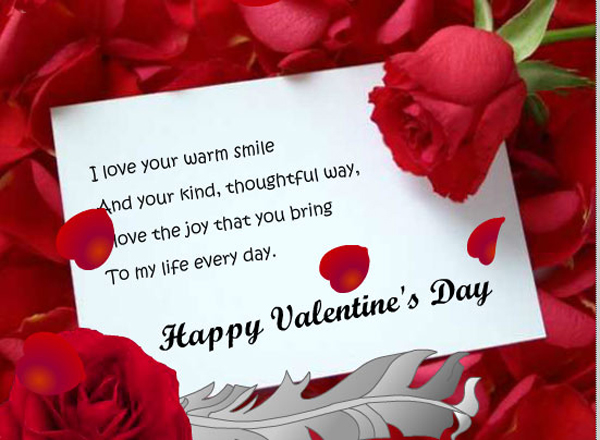 I love your warm smile
And your kind, thoughtful way,
love the joy that you bring
To my life every day.
Happy Valentine's Day